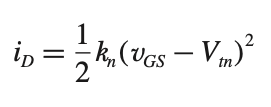 i_D = \frac{1}{2} k_n (v_{GS} - V_{tn})^2